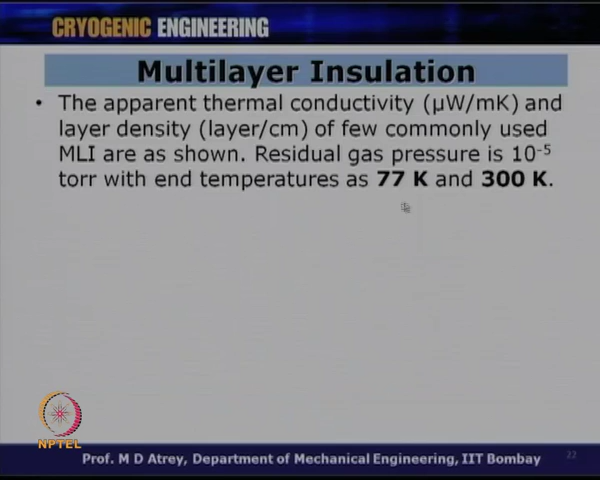 CRYOGENIC ENGINEERING
Multilayer Insulation
• The apparent thermal conductivity (μW/mK) and
layer density (layer/cm) of few commonly used
MLI are as shown. Residual gas pressure is 10⁻⁵
torr with end temperatures as 77 K and 300 K.
NPTEL
Prof. M D Atrey, Department of Mechanical Engineering, IIT Bombay
22